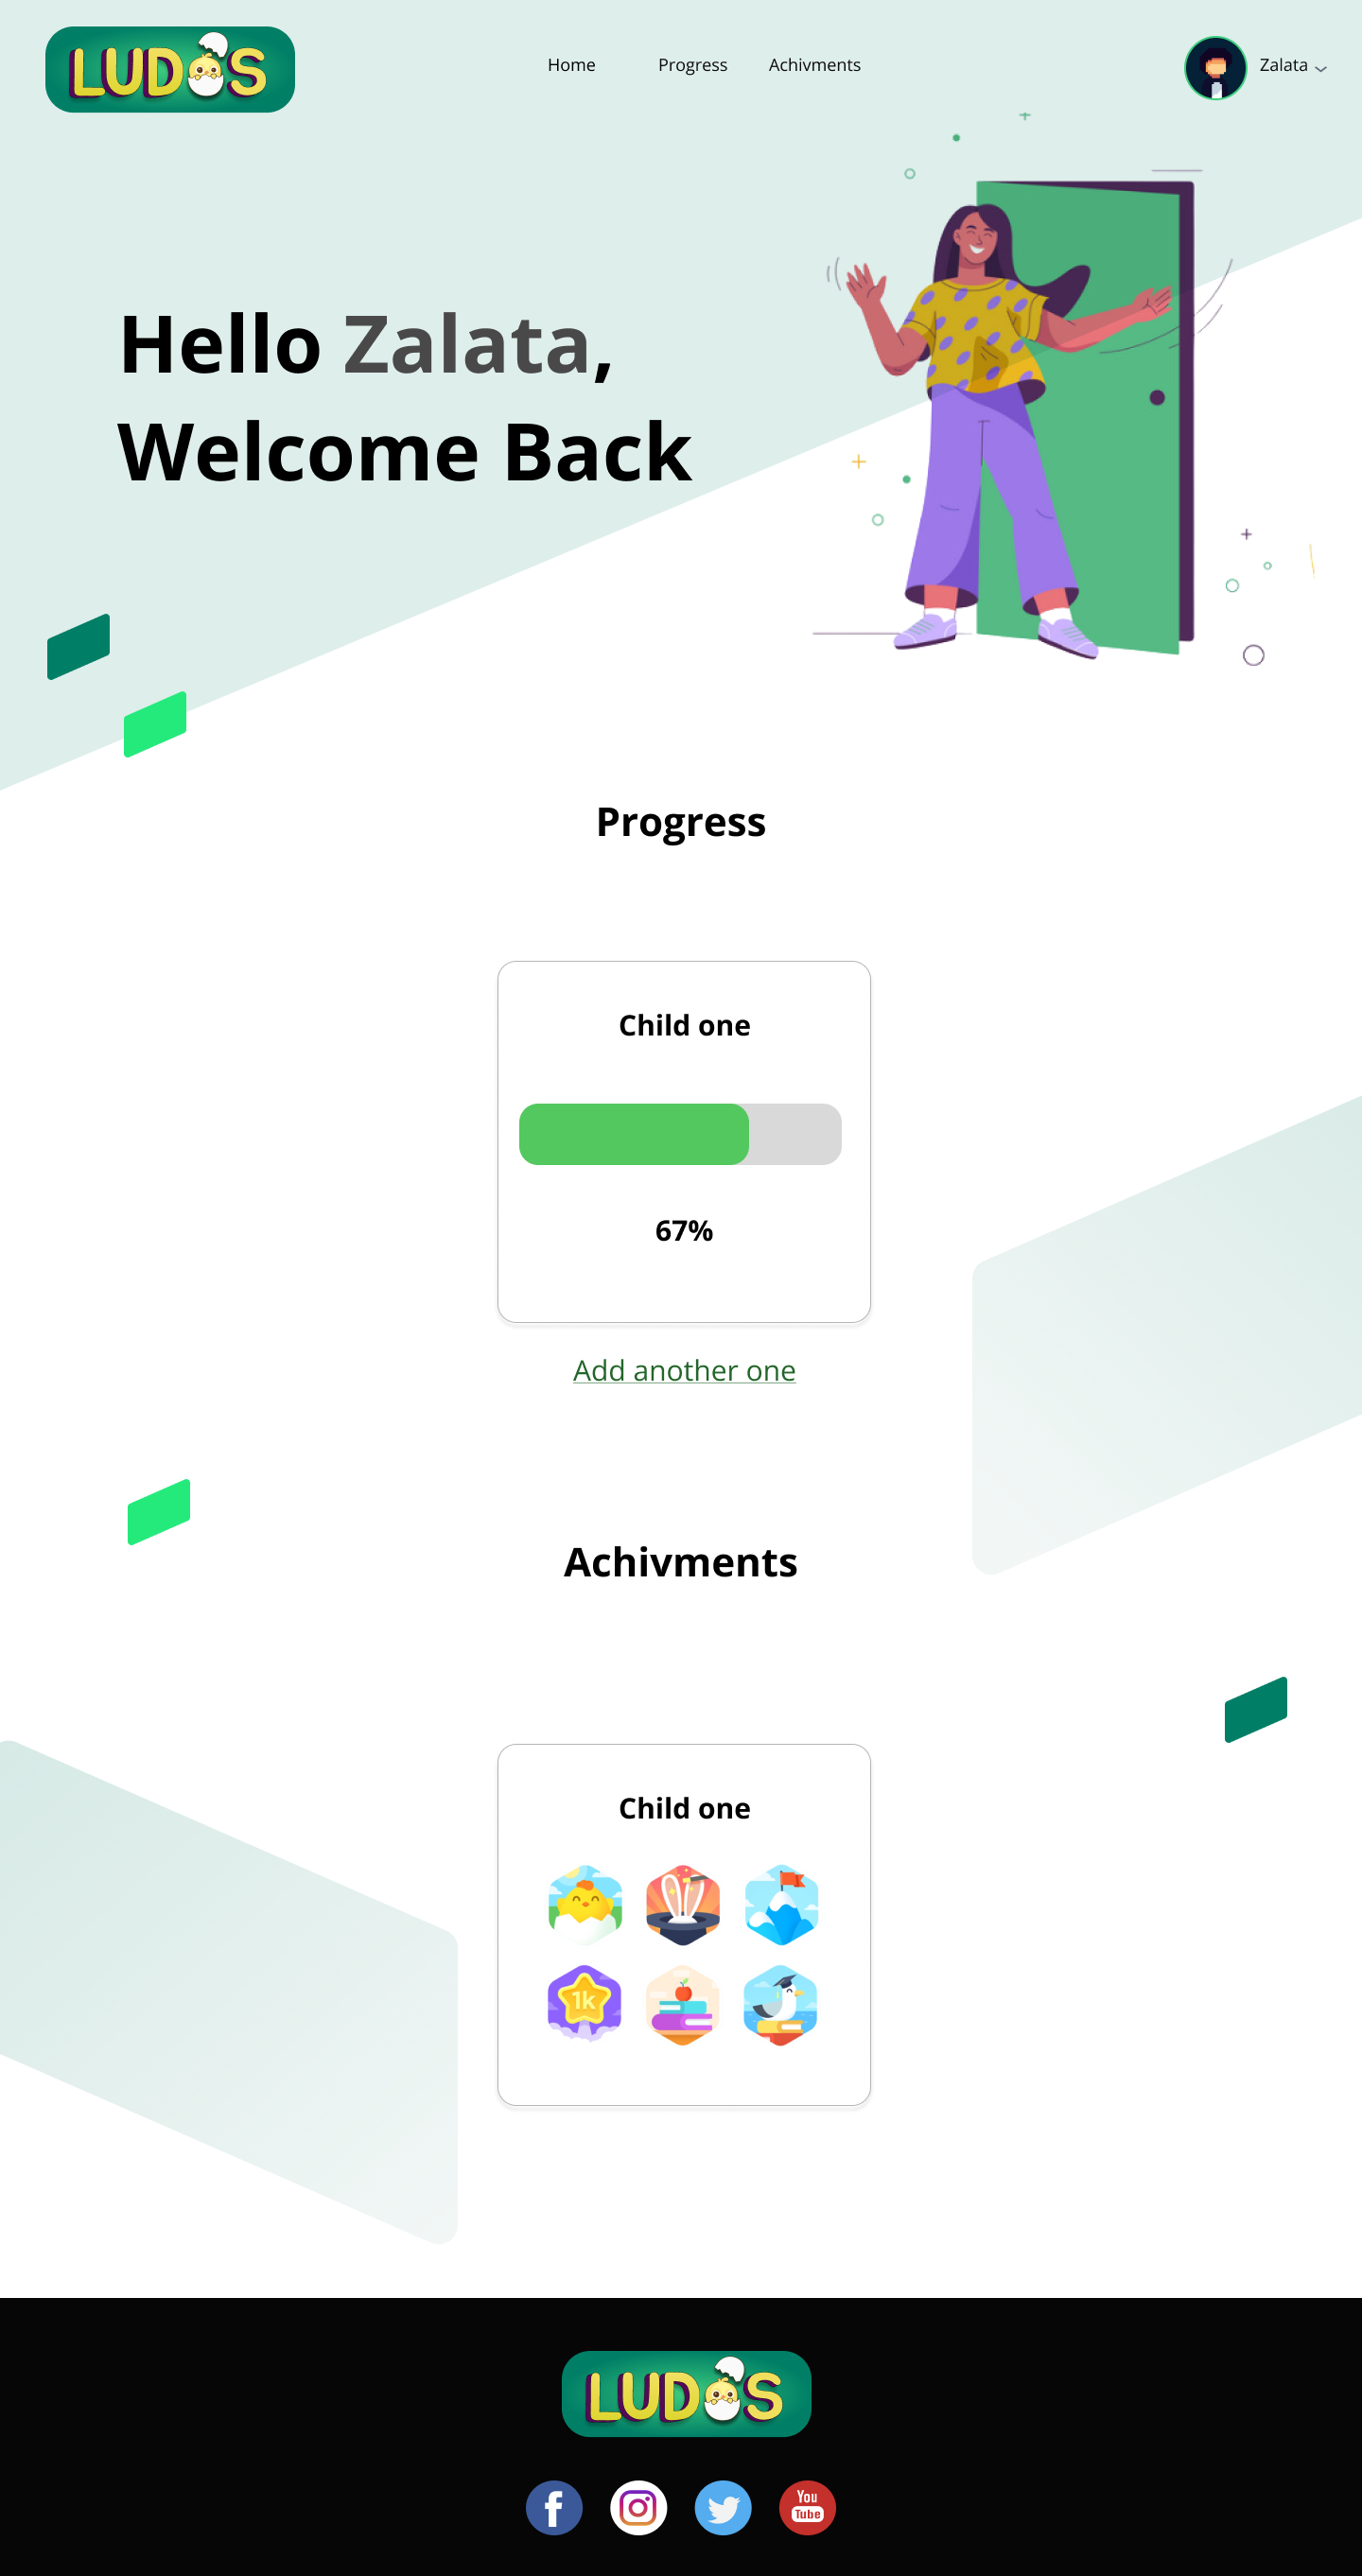 LUDOS
Home
Progress
Achivments
Zalata
Hello Zalata,
Welcome Back
Progress
Child one
67%
Add another one
Achivments
Child one
1k
LUDOS
f
You
Tube